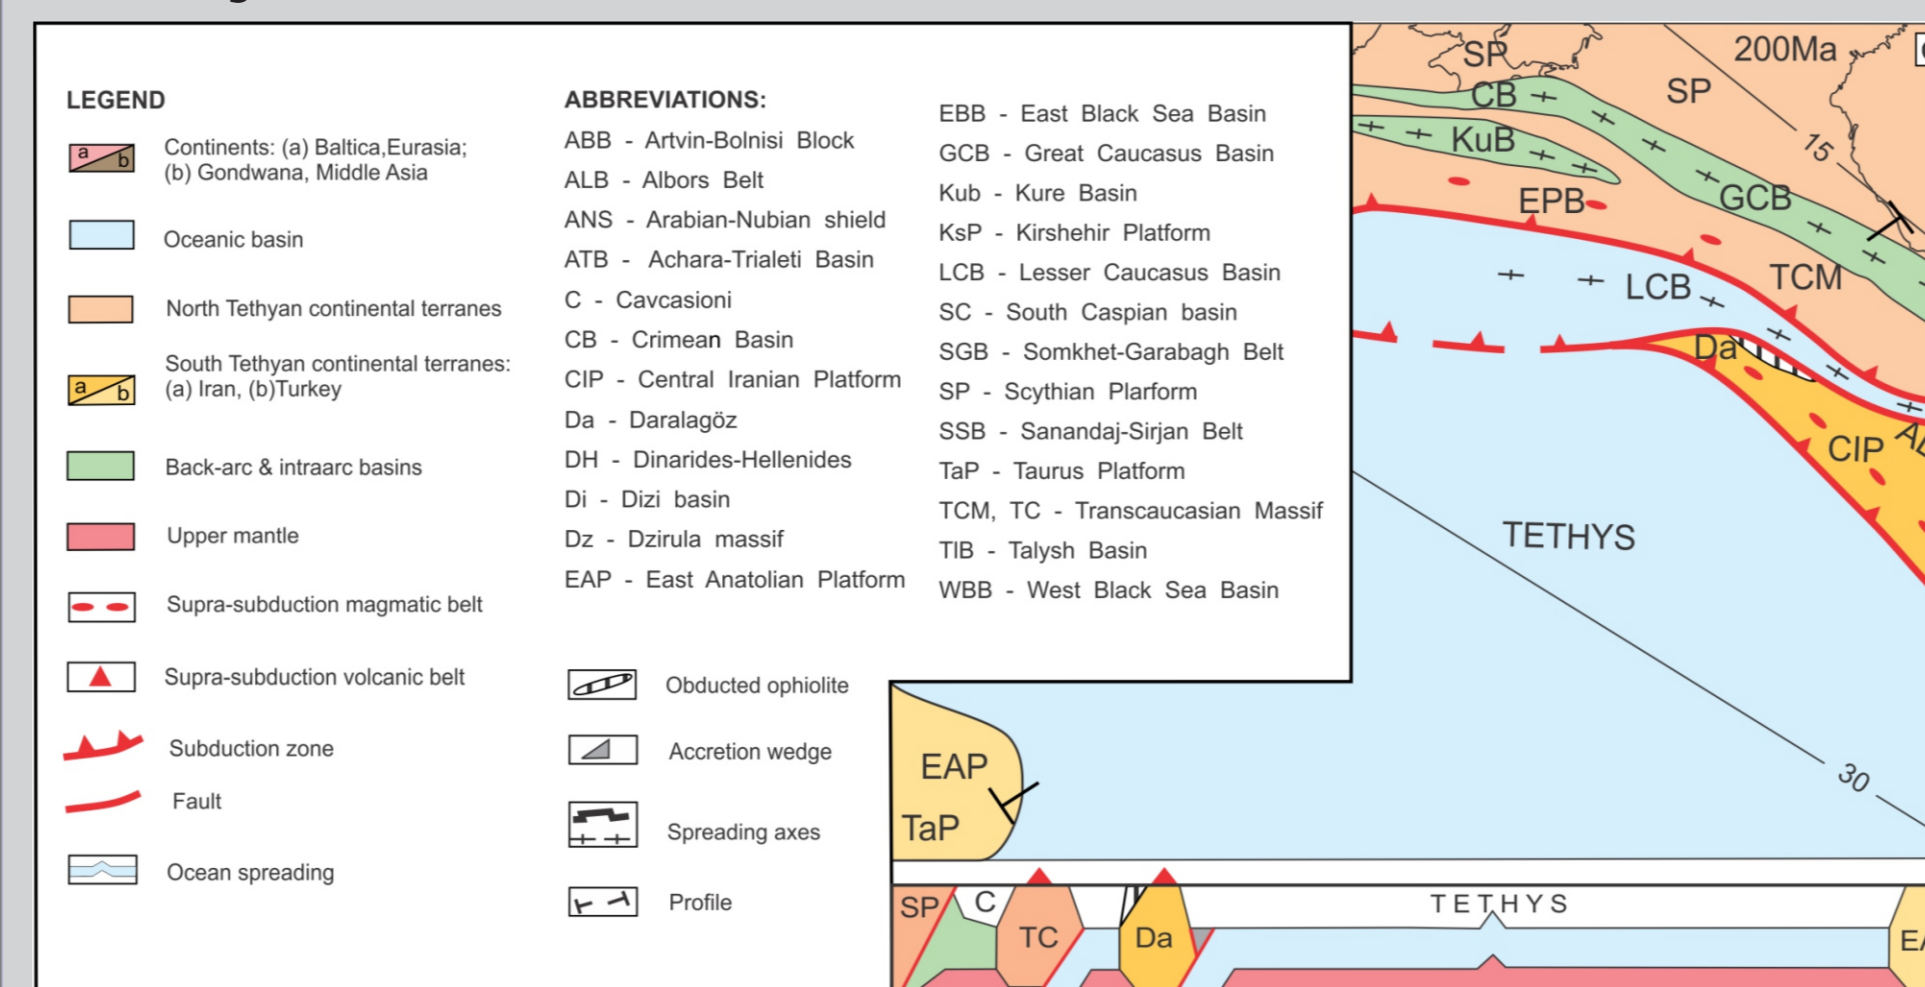 LEGEND
a b
Continents: (a) Baltica,Eurasia;
(b) Gondwana, Middle Asia
Oceanic basin
North Tethyan continental terranes
South Tethyan continental terranes:
a b
(a) Iran, (b)Turkey
Back-arc & intraarc basins
Upper mantle
Supra-subduction magmatic belt
Supra-subduction volcanic belt
Subduction zone
Fault
Ocean spreading
ABBREVIATIONS:
ABB - Artvin-Bolnisi Block
ALB - Albors Belt
ANS - Arabian-Nubian shield
ATB - Achara-Trialeti Basin
C - Cavcasioni
CB - Crimean Basin
CIP - Central Iranian Platform
Da - Daralagöz
DH - Dinarides-Hellenides
Di - Dizi basin
Dz - Dzirula massif
EAP - East Anatolian Platform
EBB - East Black Sea Basin
GCB - Great Caucasus Basin
Kub - Kure Basin
KsP - Kirshehir Platform
LCB - Lesser Caucasus Basin
SC - South Caspian basin
SGB - Somkhet-Garabagh Belt
SP - Scythian Plarform
SSB - Sanandaj-Sirjan Belt
TaP - Taurus Platform
TCM, TC - Transcaucasian Massif
TlB - Talysh Basin
WBB - West Black Sea Basin
Obducted ophiolite
Accretion wedge
Spreading axes
Profile
SP
200Ma
CB
SP
KuB
15
EPB
GCB
LCB
TCM
Da
CIP
TETHYS
30
EAP
TaP
SP
C
TC
Da
TETHYS